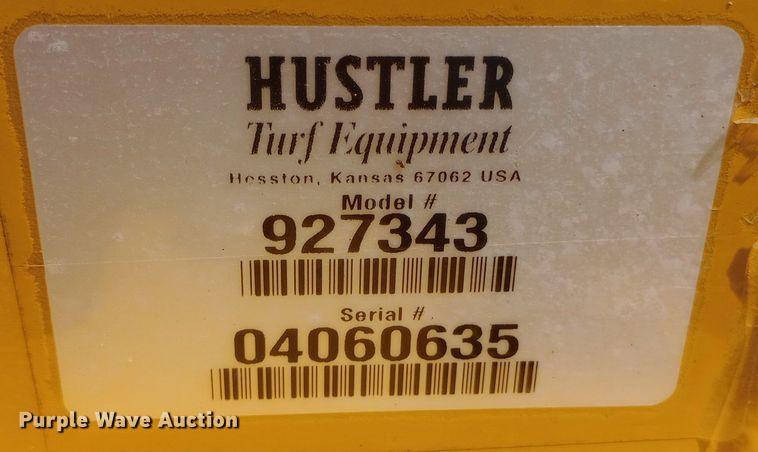 HUSTLER
Turf Equipment
Hesston, Kansas 67062 USA
Model #
927343
Serial #
04060635
Purple Wave Auction